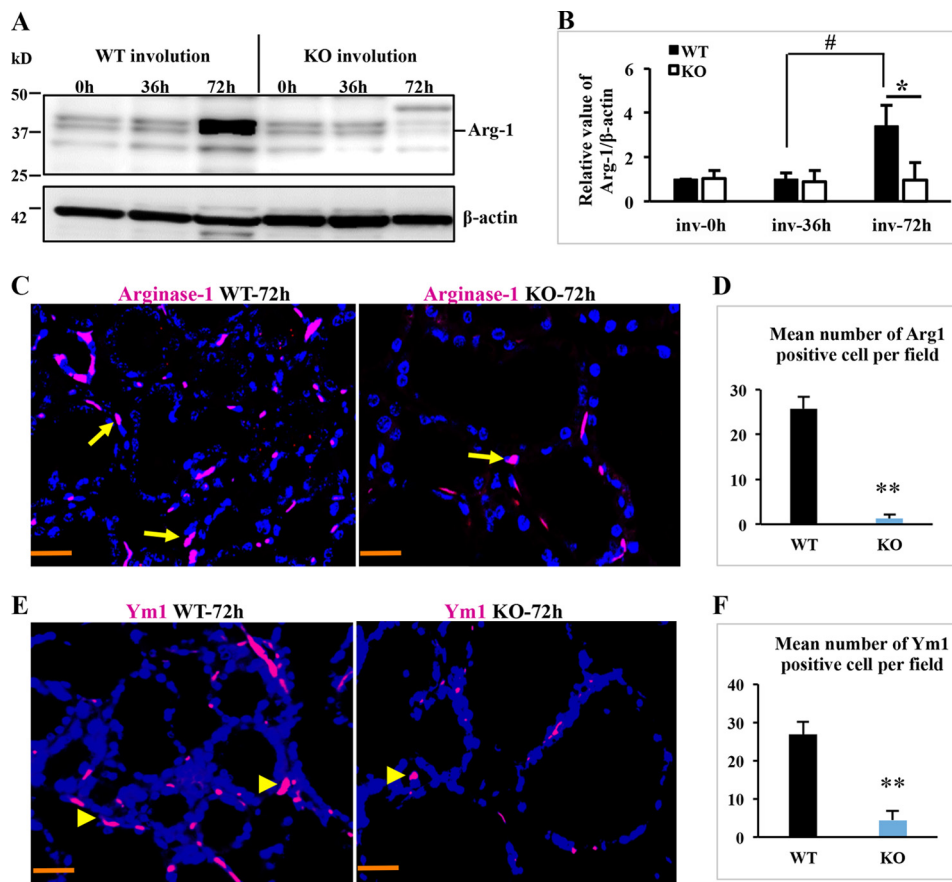 A
kD
WT involution
KO involution
0h
36h
72h
0h
36h
72h
50
37
25
42
Arg-1
β-actin
B
WT
KO
#
*
Relative value of
Arg-1/β-actin
6
4
2
0
inv-0h
inv-36h
inv-72h
C
Arginase-1 WT-72h
Arginase-1 KO-72h
D
Mean number of Arg1
positive cell per field
30
20
10
0
**
WT
KO
E
Ym1 WT-72h
Ym1 KO-72h
F
Mean number of Ym1
positive cell per field
40
30
20
10
0
**
WT
KO